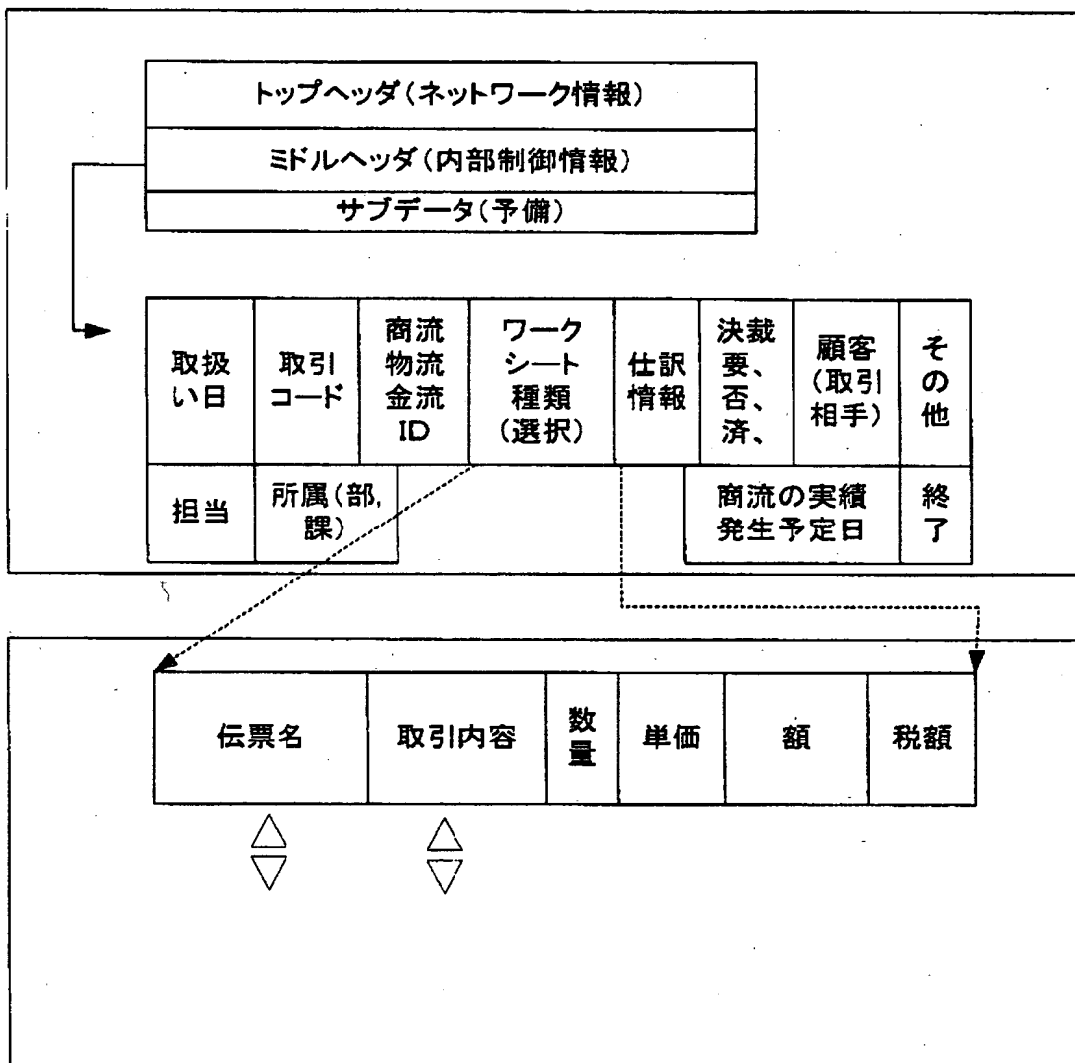 トップヘッダ(ネットワーク情報)
ミドルヘッダ(内部制御情報)
サブデータ(予備)
取扱
い日
取引
コード
商流
物流
金流
ID
ワーク
シート
種類
(選択)
仕訳
情報
決裁
要、
否、
済、
顧客
(取引
相手)
そ
の
他
担当
所属(部,
課)
商流の実績
発生予定日
終
了
伝票名
取引内容
数
量
単価
額
税額